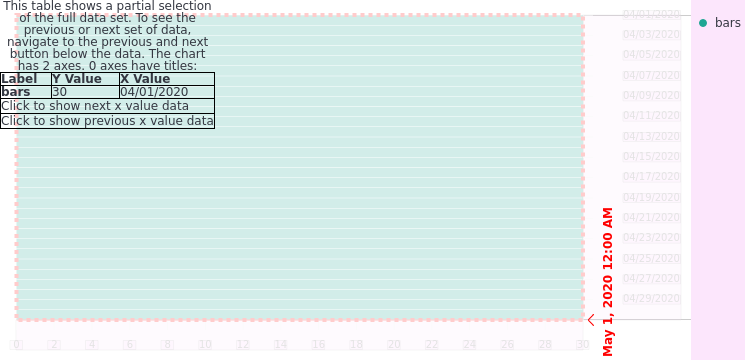 This table shows a partial selection
of the full data set. To see the
previous or next set of data,
navigate to the previous and next
button below the data. The chart
has 2 axes. 0 axes have titles:
Label Y Value X Value
bars 30 04/01/2020
Click to show next x value data
Click to show previous x value data
04/01/2020
04/03/2020
04/05/2020
04/07/2020
04/09/2020
04/11/2020
04/13/2020
04/15/2020
04/17/2020
04/19/2020
04/21/2020
04/23/2020
04/25/2020
04/27/2020
04/29/2020
May 1, 2020 12:00 AM
0 2 4 6 8 10 12 14 16 18 20 22 24 26 28 30
bars